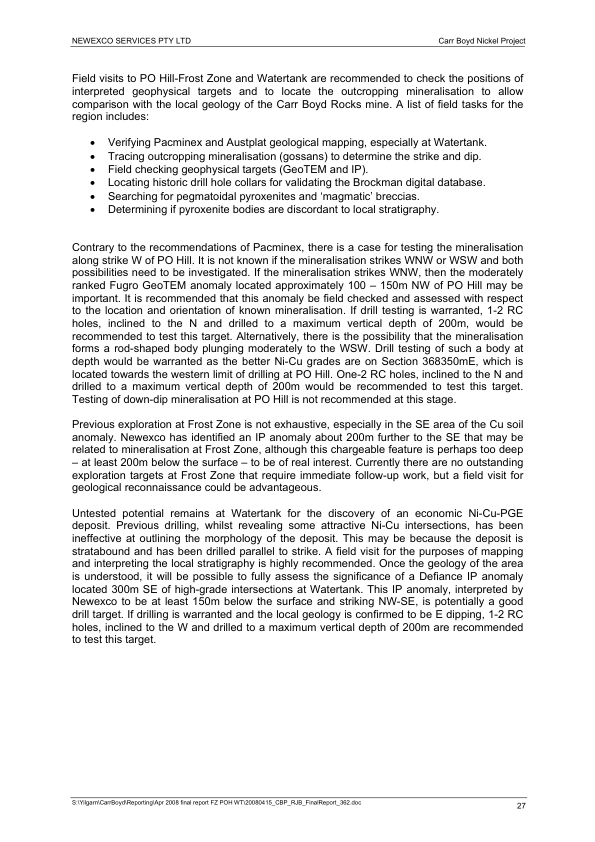 NEWEXCO SERVICES PTY LTD Carr Boyd Nickel Project
Field visits to PO Hill-Frost Zone and Watertank are recommended to check the positions of
interpreted geophysical targets and to locate the outcropping mineralisation to allow
comparison with the local geology of the Carr Boyd Rocks mine. A list of field tasks for the
region includes:
• Verifying Pacminex and Austplat geological mapping, especially at Watertank.
• Tracing outcropping mineralisation (gossans) to determine the strike and dip.
• Field checking geophysical targets (GeoTEM and IP).
• Locating historic drill hole collars for validating the Brockman digital database.
• Searching for pegmatoidal pyroxenites and ‘magmatic’ breccias.
• Determining if pyroxenite bodies are discordant to local stratigraphy.
Contrary to the recommendations of Pacminex, there is a case for testing the mineralisation
along strike W of PO Hill. It is not known if the mineralisation strikes WNW or WSW and both
possibilities need to be investigated. If the mineralisation strikes WNW, then the moderately
ranked Fugro GeoTEM anomaly located approximately 100 – 150m NW of PO Hill may be
important. It is recommended that this anomaly be field checked and assessed with respect
to the location and orientation of known mineralisation. If drill testing is warranted, 1-2 RC
holes, inclined to the N and drilled to a maximum vertical depth of 200m, would be
recommended to test this target. Alternatively, there is the possibility that the mineralisation
forms a rod-shaped body plunging moderately to the WSW. Drill testing of such a body at
depth would be warranted as the better Ni-Cu grades are on Section 368350mE, which is
located towards the western limit of drilling at PO Hill. One-2 RC holes, inclined to the N and
drilled to a maximum vertical depth of 200m would be recommended to test this target.
Testing of down-dip mineralisation at PO Hill is not recommended at this stage.
Previous exploration at Frost Zone is not exhaustive, especially in the SE area of the Cu soil
anomaly. Newexco has identified an IP anomaly about 200m further to the SE that may be
related to mineralisation at Frost Zone, although this chargeable feature is perhaps too deep
– at least 200m below the surface – to be of real interest. Currently there are no outstanding
exploration targets at Frost Zone that require immediate follow-up work, but a field visit for
geological reconnaissance could be advantageous.
Untested potential remains at Watertank for the discovery of an economic Ni-Cu-PGE
deposit. Previous drilling, whilst revealing some attractive Ni-Cu intersections, has been
ineffective at outlining the morphology of the deposit. This may be because the deposit is
stratabound and has been drilled parallel to strike. A field visit for the purposes of mapping
and interpreting the local stratigraphy is highly recommended. Once the geology of the area
is understood, it will be possible to fully assess the significance of a Defiance IP anomaly
located 300m SE of high-grade intersections at Watertank. This IP anomaly, interpreted by
Newexco to be at least 150m below the surface and striking NW-SE, is potentially a good
drill target. If drilling is warranted and the local geology is confirmed to be E dipping, 1-2 RC
holes, inclined to the W and drilled to a maximum vertical depth of 200m are recommended
to test this target.
S:\Yilgarn\CarrBoyd\Reporting\Apr 2008 final report FZ POH WT\20080415_CBP_RJB_FinalReport_362.doc 27